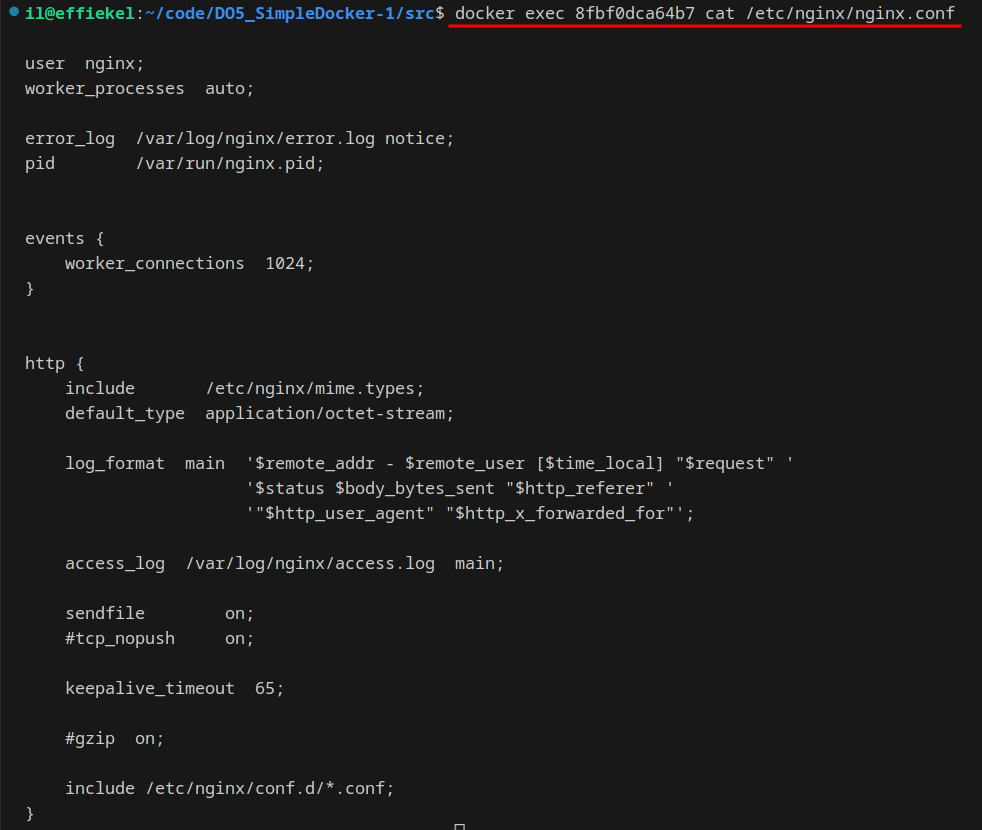 il@effiekel:~/code/DO5_SimpleDocker-1/src$ docker exec 8fbf0dca64b7 cat /etc/nginx/nginx.conf
user  nginx;
worker_processes  auto;
error_log  /var/log/nginx/error.log notice;
pid        /var/run/nginx.pid;
events {
    worker_connections  1024;
}
http {
    include       /etc/nginx/mime.types;
    default_type  application/octet-stream;
    log_format  main  '$remote_addr - $remote_user [$time_local] "$request" '
                      '$status $body_bytes_sent "$http_referer" '
                      '"$http_user_agent" "$http_x_forwarded_for"';
    access_log  /var/log/nginx/access.log  main;
    sendfile        on;
    #tcp_nopush     on;
    keepalive_timeout  65;
    #gzip  on;
    include /etc/nginx/conf.d/*.conf;
}